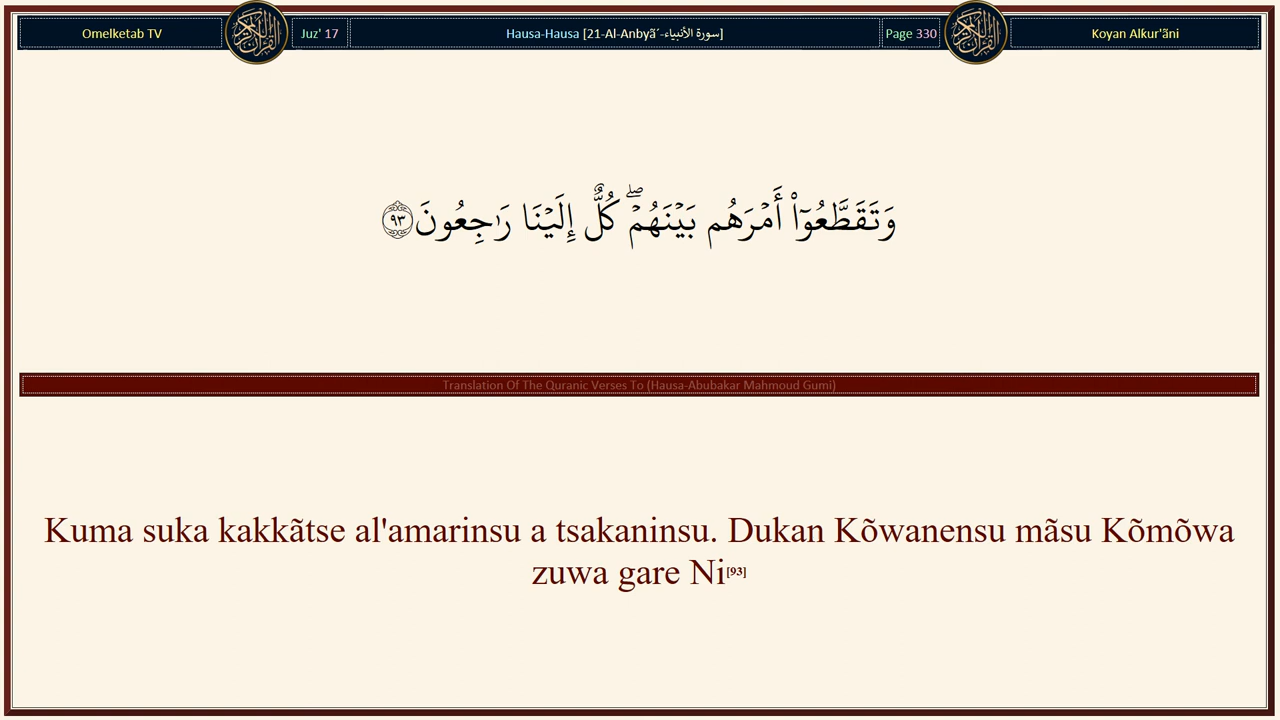 Omelketab TV
Juz' 17
Hausa-Hausa [21-Al-Anbyã´-سورة الأنبياء]
Page 330
Koyan Alkur'ãni
وَتَقَطَّعُوٓا۟ أَمْرَهُم بَيْنَهُمْ ۖ كُلٌّ إِلَيْنَا رَٰجِعُونَ ٩٣
Translation Of The Quranic Verses To (Hausa-Abubakar Mahmoud Gumi)
Kuma suka kakkãtse al'amarinsu a tsakaninsu. Dukan Kõwanensu mãsu Kõmõwa
zuwa gare Ni[93]